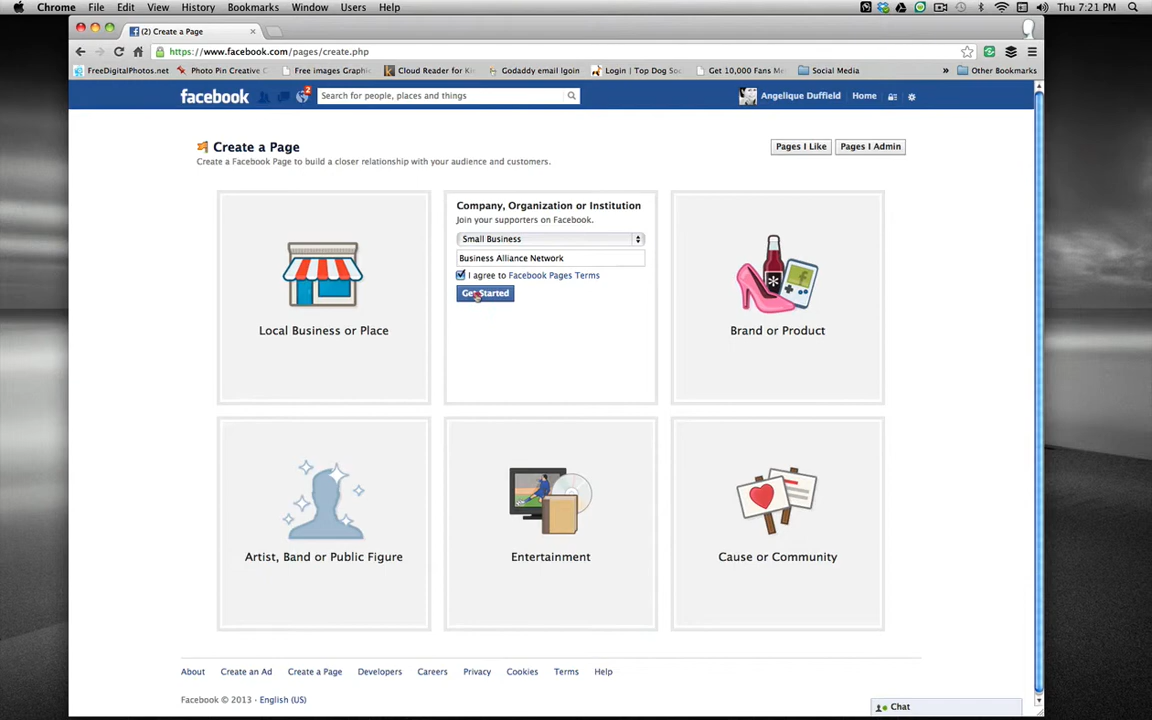 Chrome File Edit View History Bookmarks Window Users Help Thu 7:21 PM
(2) Create a Page
https://www.facebook.com/pages/create.php
FreeDigitalPhotos.net Photo Pin Creative C Free images Graphi Cloud Reader for Ki Godaddy email lgoin Login | Top Dog Soc Get 10,000 Fans Me Social Media » Other Bookmarks
facebook 2 Search for people, places and things Angelique Duffield Home
Create a Page Pages I Like Pages I Admin
Create a Facebook Page to build a closer relationship with your audience and customers.
Company, Organization or Institution
Join your supporters on Facebook.
Small Business
Business Alliance Network
I agree to Facebook Pages Terms
Get Started
Local Business or Place
Brand or Product
Artist, Band or Public Figure
Entertainment
Cause or Community
About Create an Ad Create a Page Developers Careers Privacy Cookies Terms Help
Facebook © 2013 · English (US)
Chat